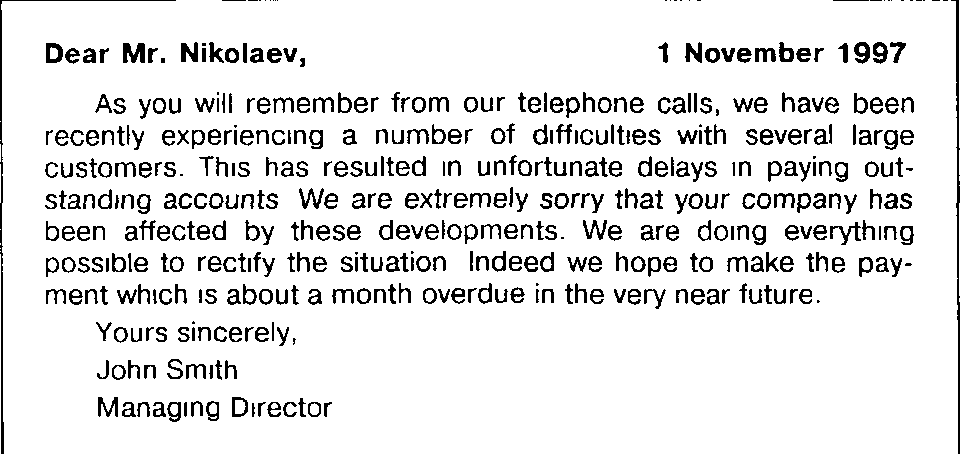 Dear Mr. Nikolaev, 1 November 1997
As you will remember from our telephone calls, we have been
recently experiencing a number of difficulties with several large
customers. This has resulted in unfortunate delays in paying out-
standing accounts We are extremely sorry that your company has
been affected by these developments. We are doing everything
possible to rectify the situation Indeed we hope to make the pay-
ment which is about a month overdue in the very near future.
Yours sincerely,
John Smith
Managing Director